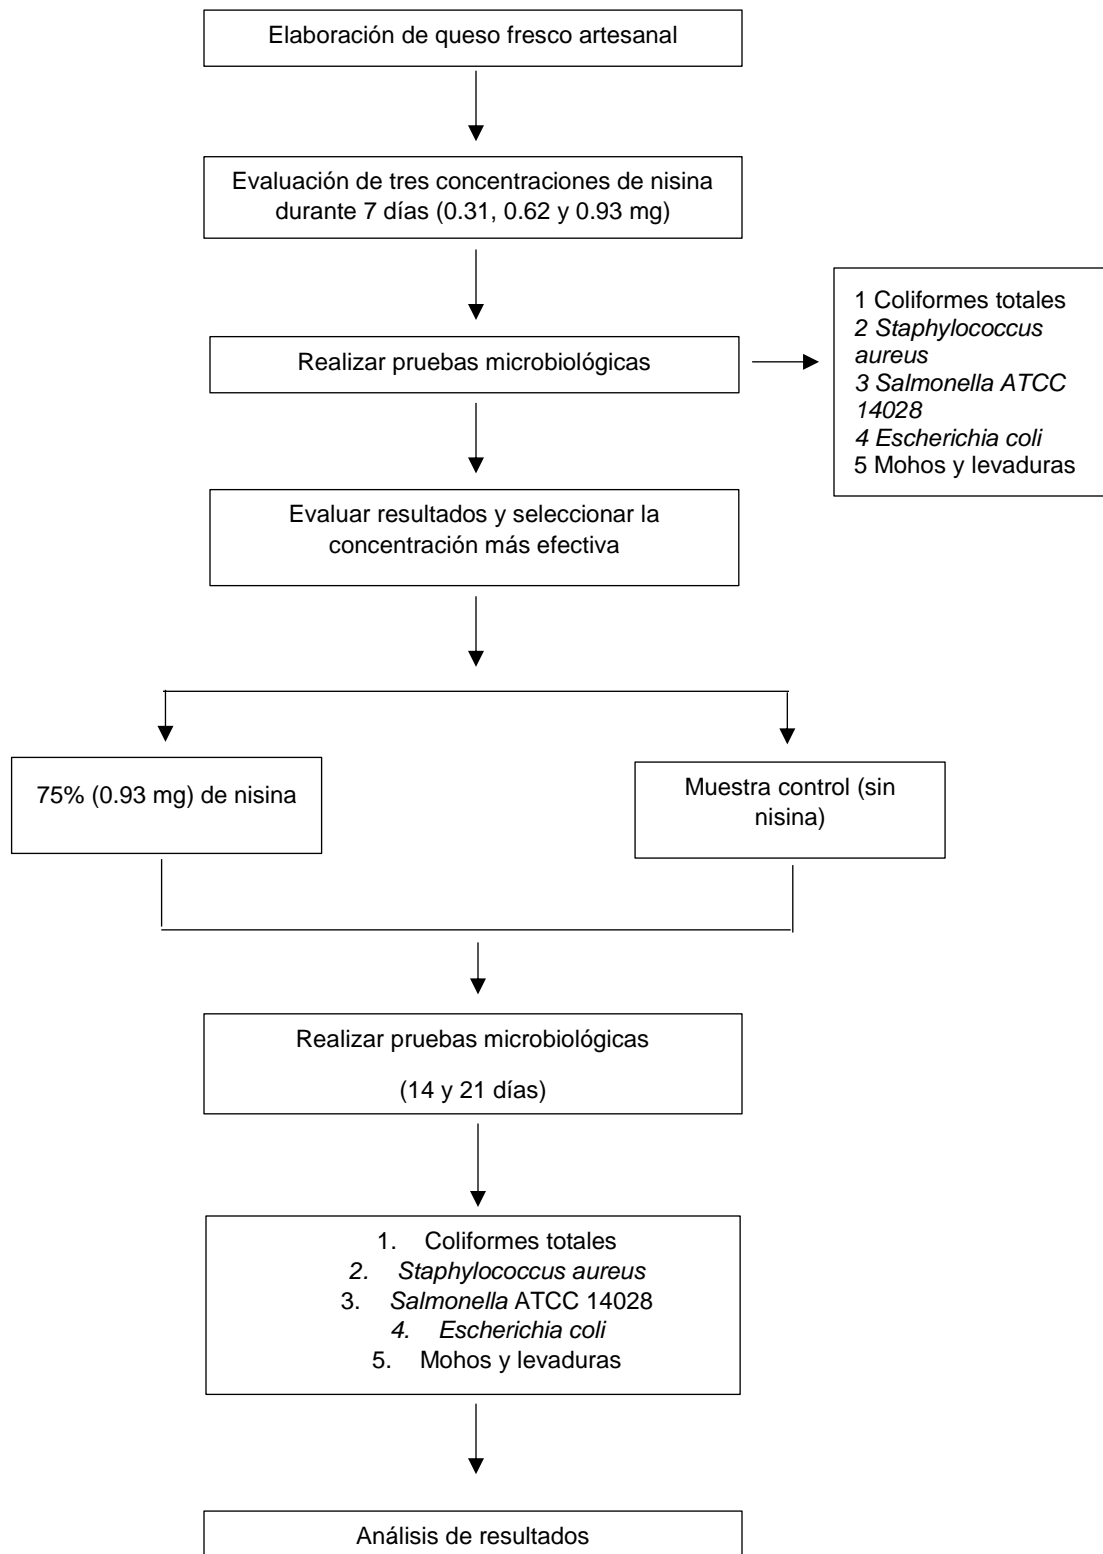 Elaboración de queso fresco artesanal
Evaluación de tres concentraciones de nisina
durante 7 días (0.31, 0.62 y 0.93 mg)
Realizar pruebas microbiológicas
1 Coliformes totales
2 Staphylococcus
aureus
3 Salmonella ATCC
14028
4 Escherichia coli
5 Mohos y levaduras
Evaluar resultados y seleccionar la
concentración más efectiva
75% (0.93 mg) de nisina
Muestra control (sin
nisina)
Realizar pruebas microbiológicas
(14 y 21 días)
1. Coliformes totales
2. Staphylococcus aureus
3. Salmonella ATCC 14028
4. Escherichia coli
5. Mohos y levaduras
Análisis de resultados